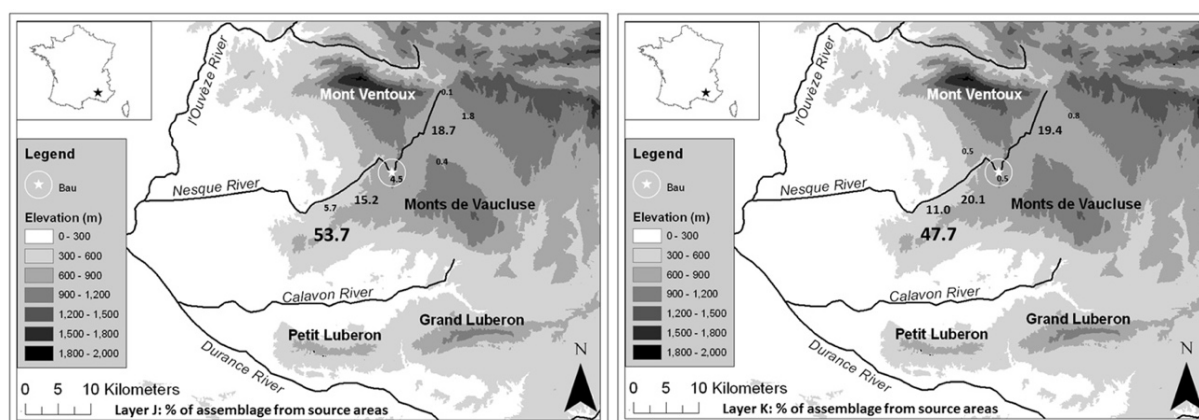 l'Ouvèze River
Mont Ventoux
0.1
1.8
18.7
0.4
4.5
Nesque River
15.2
5.7
Monts de Vaucluse
53.7
Calavon River
Petit Luberon
Grand Luberon
Durance River
Legend
Bau
Elevation (m)
0 - 300
300 - 600
600 - 900
900 - 1,200
1,200 - 1,500
1,500 - 1,800
1,800 - 2,000
N
0 5 10 Kilometers
Layer J: % of assemblage from source areas
l'Ouvèze River
Mont Ventoux
0.8
19.4
0.5
0.5
Nesque River
20.1
11.0
Monts de Vaucluse
47.7
Calavon River
Petit Luberon
Grand Luberon
Durance River
Legend
Bau
Elevation (m)
0 - 300
300 - 600
600 - 900
900 - 1,200
1,200 - 1,500
1,500 - 1,800
1,800 - 2,000
N
0 5 10 Kilometers
Layer K: % of assemblage from source areas